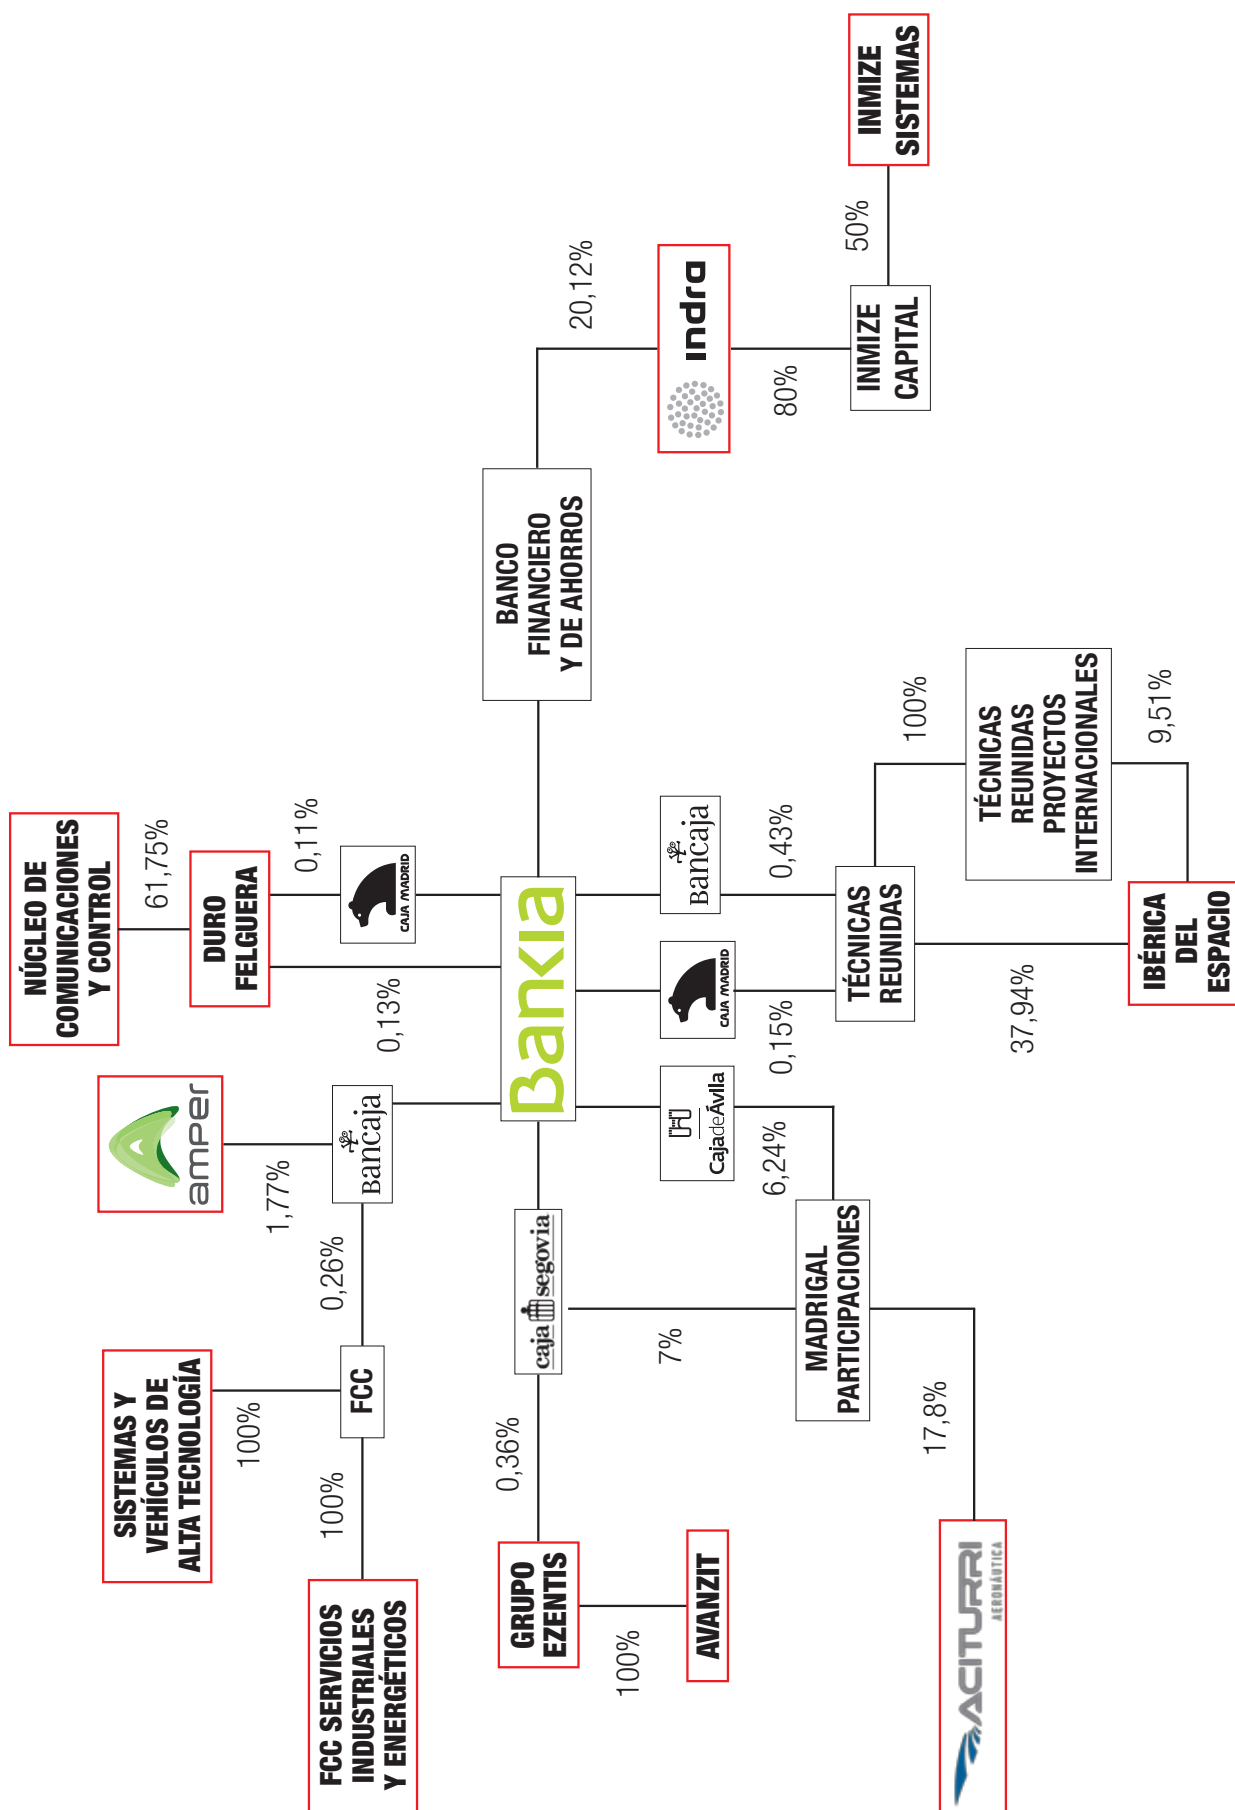 NÚCLEO DE
COMUNICACIONES
Y CONTROL
61,75%
SISTEMAS Y
VEHÍCULOS DE
ALTA TECNOLOGÍA
amper
DURO
FELGUERA
100%
1,77%
0,11%
FCC SERVICIOS
INDUSTRIALES
Y ENERGÉTICOS
100%
FCC
0,26%
Bancaja
0,13%
CAJA MADRID
GRUPO
EZENTIS
0,36%
caja segovia
Bankia
BANCO
FINANCIERO
Y DE AHORROS
20,12%
100%
AVANZIT
7%
Caja de Ávila
CAJA MADRID
Bancaja
indra
6,24%
0,15%
0,43%
80%
MADRIGAL
PARTICIPACIONES
TÉCNICAS
REUNIDAS
INMIZE
CAPITAL
50%
INMIZE
SISTEMAS
17,8%
100%
ACITURRI
AERONÁUTICA
37,94%
TÉCNICAS
REUNIDAS
PROYECTOS
INTERNACIONALES
9,51%
IBÉRICA
DEL
ESPACIO